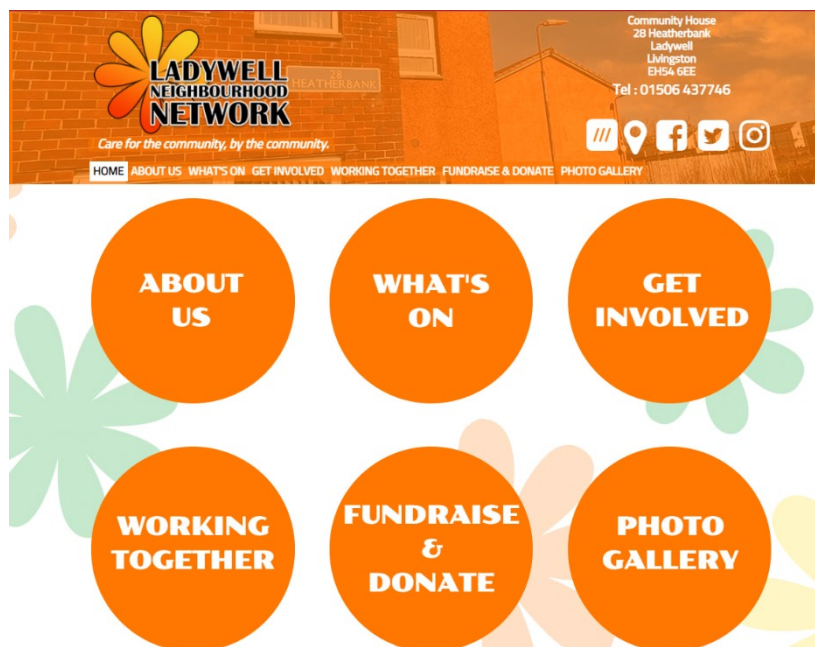 Community House
28 Heatherbank
Ladywell
Livingston
EH54 6EE
Tel : 01506 437746
LADYWELL
NEIGHBOURHOOD
NETWORK
28
HEATHERBANK
Care for the community, by the community.
HOME ABOUT US WHAT'S ON GET INVOLVED WORKING TOGETHER FUNDRAISE & DONATE PHOTO GALLERY
ABOUT
US
WHAT'S
ON
GET
INVOLVED
WORKING
TOGETHER
FUNDRAISE
&
DONATE
PHOTO
GALLERY